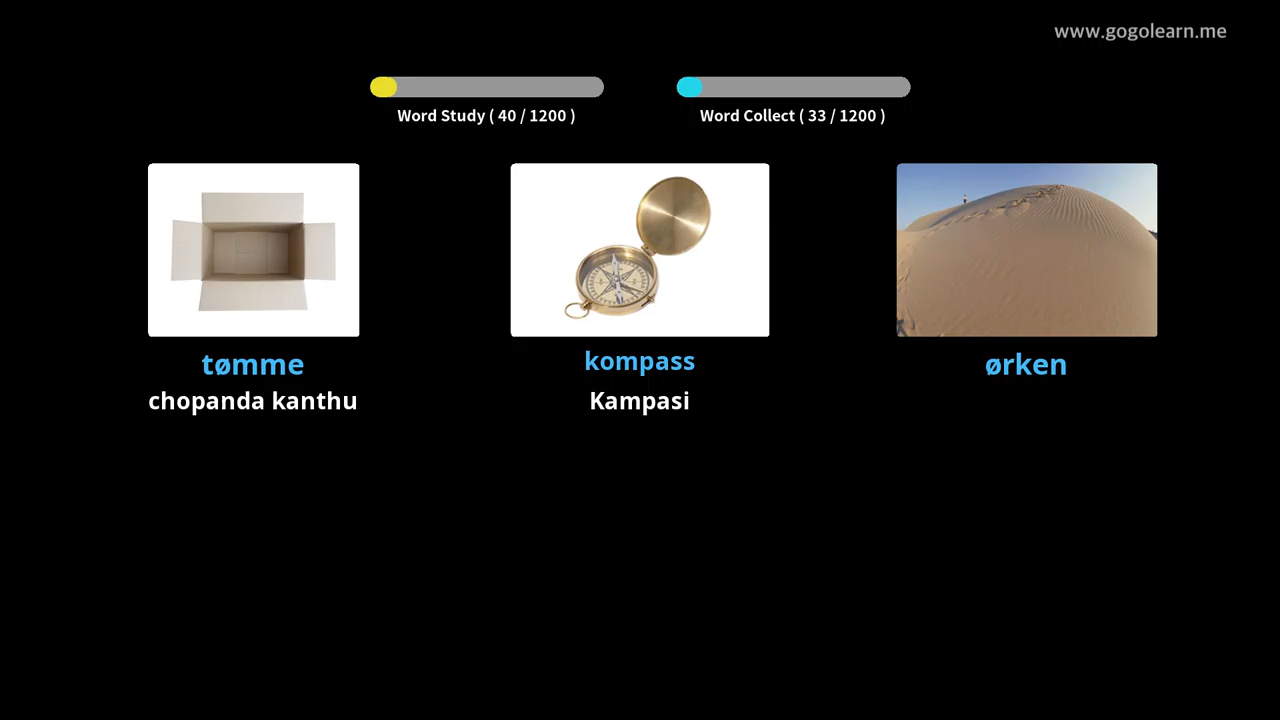 www.gogolearn.me
Word Study ( 40 / 1200 )
Word Collect ( 33 / 1200 )
tømme
kompass
ørken
chopanda kanthu
Kampasi